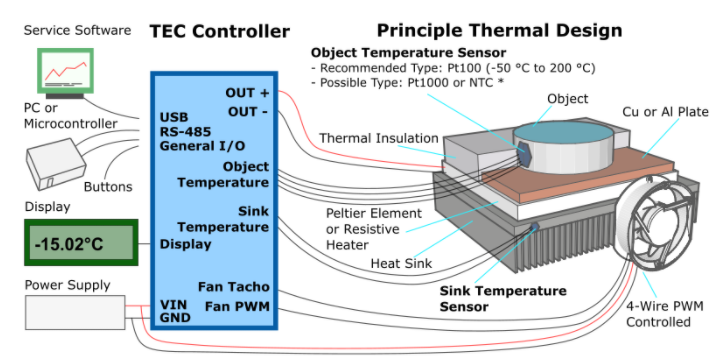 Service Software
TEC Controller
Principle Thermal Design
Object Temperature Sensor
- Recommended Type: Pt100 (-50 °C to 200 °C)
- Possible Type: Pt1000 or NTC *
OUT +
OUT -
Object
Cu or Al Plate
PC or
Microcontroller
USB
RS-485
General I/O
Thermal Insulation
Object
Temperature
Buttons
Display
-15.02°C
Sink
Temperature
Display
Peltier Element
or Resistive
Heater
Heat Sink
Power Supply
Fan Tacho
VIN
Fan PWM
GND
Sink Temperature
Sensor
4-Wire PWM
Controlled